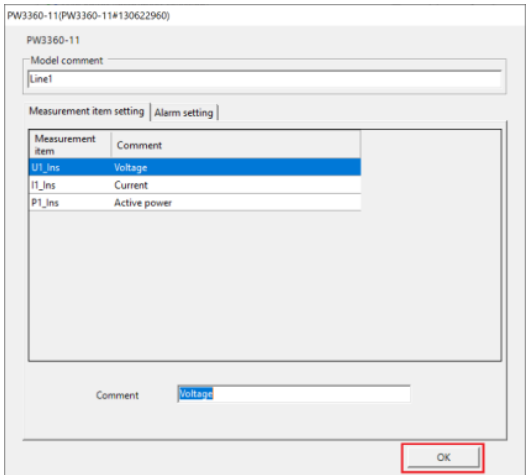 PW3360-11(PW3360-11#130622960)
PW3360-11
Model comment
Line1
Measurement item setting Alarm setting
Measurement item Comment
U1_Ins Voltage
I1_Ins Current
P1_Ins Active power
Comment Voltage
OK